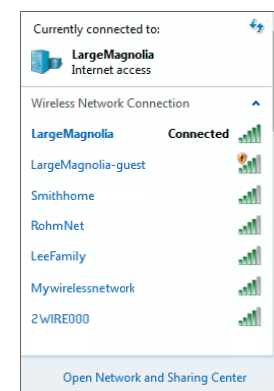 Currently connected to:
LargeMagnolia
Internet access
Wireless Network Connection
LargeMagnolia Connected
LargeMagnolia-guest
Smithhome
RohmNet
LeeFamily
Mywirelessnetwork
2WIRE000
Open Network and Sharing Center